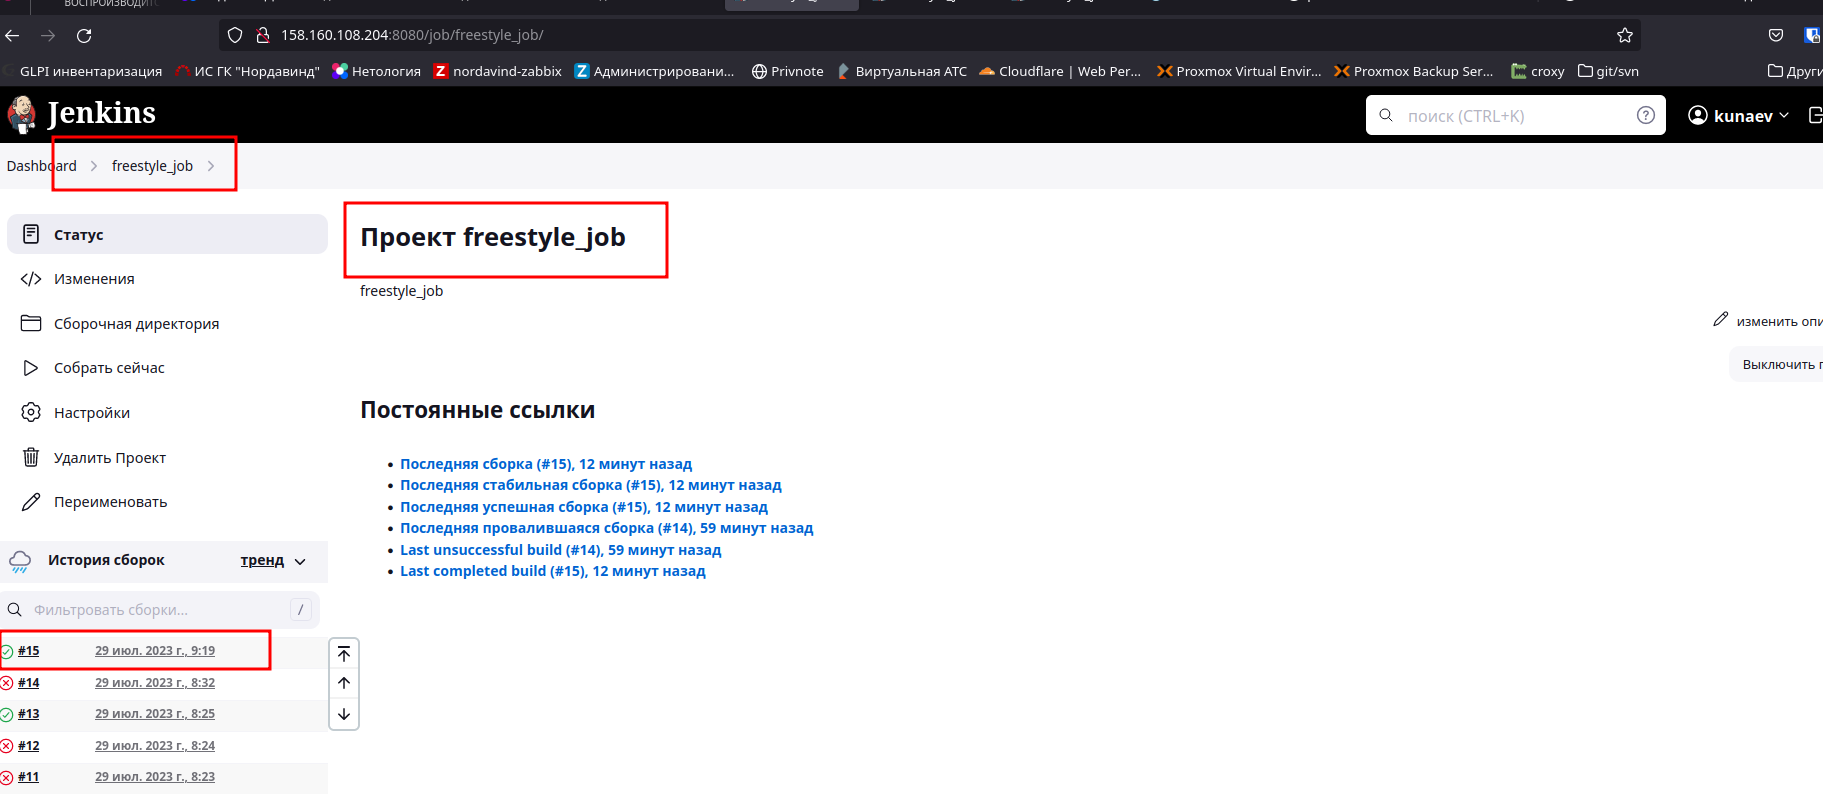 ВОСПРОИЗВОДИТ
158.160.108.204:8080/job/freestyle_job/
GLPI инвентаризация ИС ГК "Нордавинд" Нетология nordavind-zabbix Администрировани... Privnote Виртуальная АТС Cloudflare | Web Per... Proxmox Virtual Envir... Proxmox Backup Ser... croxy git/svn Други
Jenkins
поиск (CTRL+K)
kunaev
Dashboard freestyle_job
Статус
Изменения
Сборочная директория
Собрать сейчас
Настройки
Удалить Проект
Переименовать
История сборок тренд
Фильтровать сборки... /
#15 29 июл. 2023 г., 9:19
#14 29 июл. 2023 г., 8:32
#13 29 июл. 2023 г., 8:25
#12 29 июл. 2023 г., 8:24
#11 29 июл. 2023 г., 8:23
Проект freestyle_job
freestyle_job
изменить опи
Выключить п
Постоянные ссылки
Последняя сборка (#15), 12 минут назад
Последняя стабильная сборка (#15), 12 минут назад
Последняя успешная сборка (#15), 12 минут назад
Последняя провалившаяся сборка (#14), 59 минут назад
Last unsuccessful build (#14), 59 минут назад
Last completed build (#15), 12 минут назад